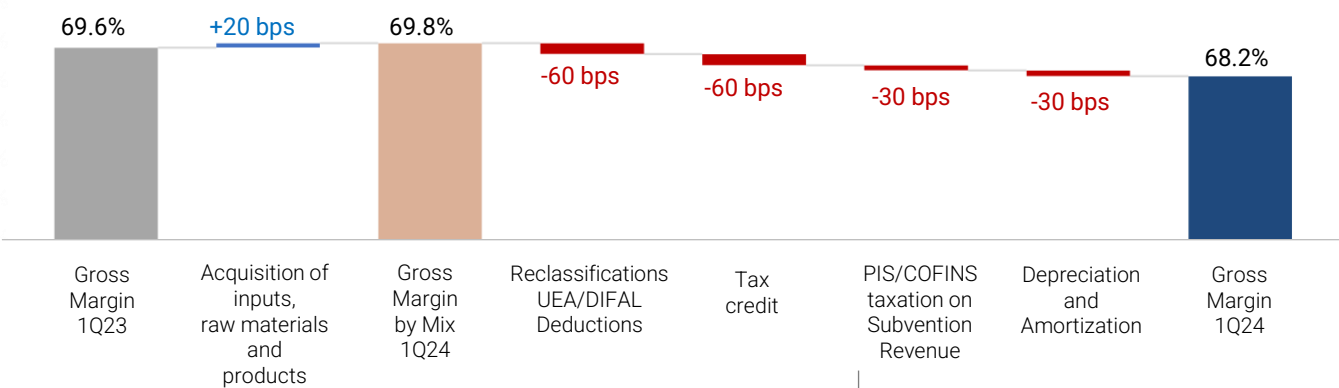 69.6%
+20 bps
69.8%
-60 bps
-60 bps
-30 bps
-30 bps
68.2%
Gross
Margin
1Q23
Acquisition of
inputs,
raw materials
and
products
Gross
Margin
by Mix
1Q24
Reclassifications
UEA/DIFAL
Deductions
Tax
credit
PIS/COFINS
taxation on
Subvention
Revenue
Depreciation
and
Amortization
Gross
Margin
1Q24